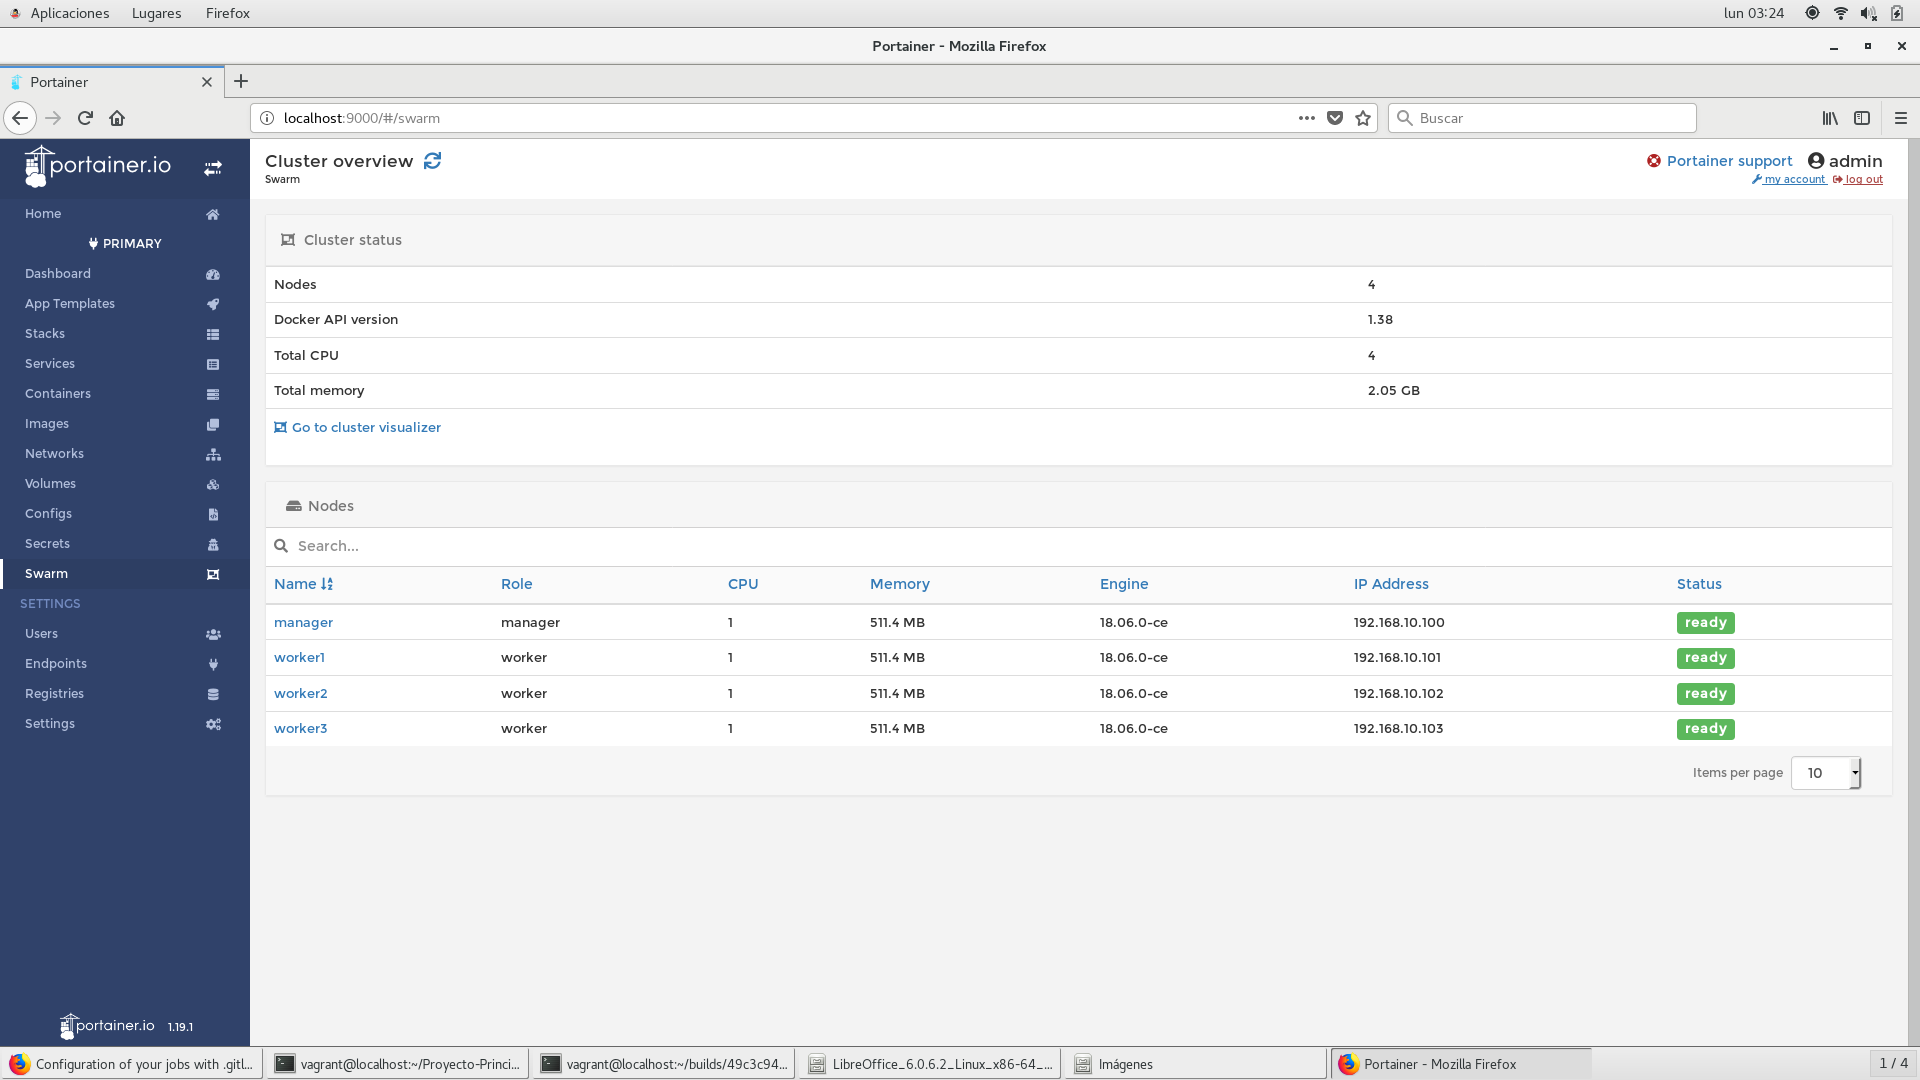 Aplicaciones Lugares Firefox lun 03:24
Portainer - Mozilla Firefox
Portainer
localhost:9000/#/swarm Buscar
portainer.io
Home
PRIMARY
Dashboard
App Templates
Stacks
Services
Containers
Images
Networks
Volumes
Configs
Secrets
Swarm
SETTINGS
Users
Endpoints
Registries
Settings
portainer.io 1.19.1
Cluster overview
Swarm
Portainer support admin
my account log out
Cluster status
Nodes 4
Docker API version 1.38
Total CPU 4
Total memory 2.05 GB
Go to cluster visualizer
Nodes
Search...
Name Role CPU Memory Engine IP Address Status
manager manager 1 511.4 MB 18.06.0-ce 192.168.10.100 ready
worker1 worker 1 511.4 MB 18.06.0-ce 192.168.10.101 ready
worker2 worker 1 511.4 MB 18.06.0-ce 192.168.10.102 ready
worker3 worker 1 511.4 MB 18.06.0-ce 192.168.10.103 ready
Items per page 10
Configuration of your jobs with .gitl... vagrant@localhost:~/Proyecto-Princi... vagrant@localhost:~/builds/49c3c94... LibreOffice_6.0.6.2_Linux_x86-64_... Imágenes Portainer - Mozilla Firefox 1 / 4